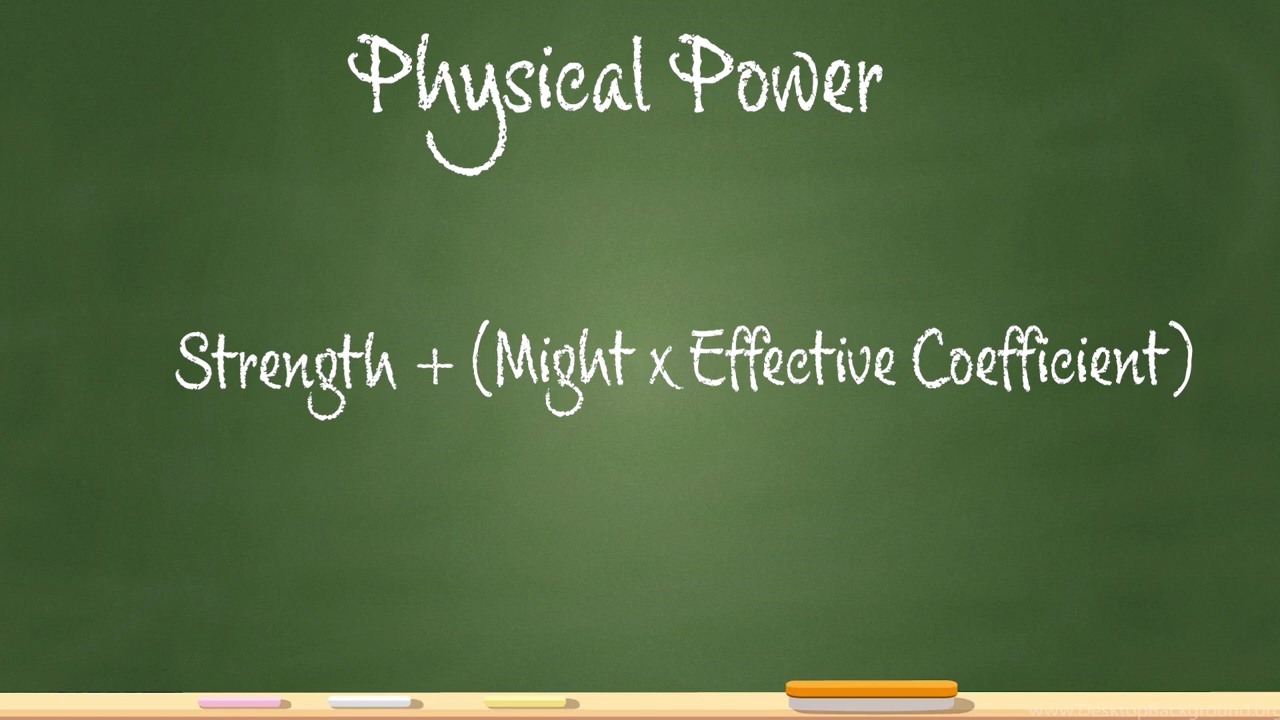 Physical Power
Strength + (Might x Effective Coefficient)